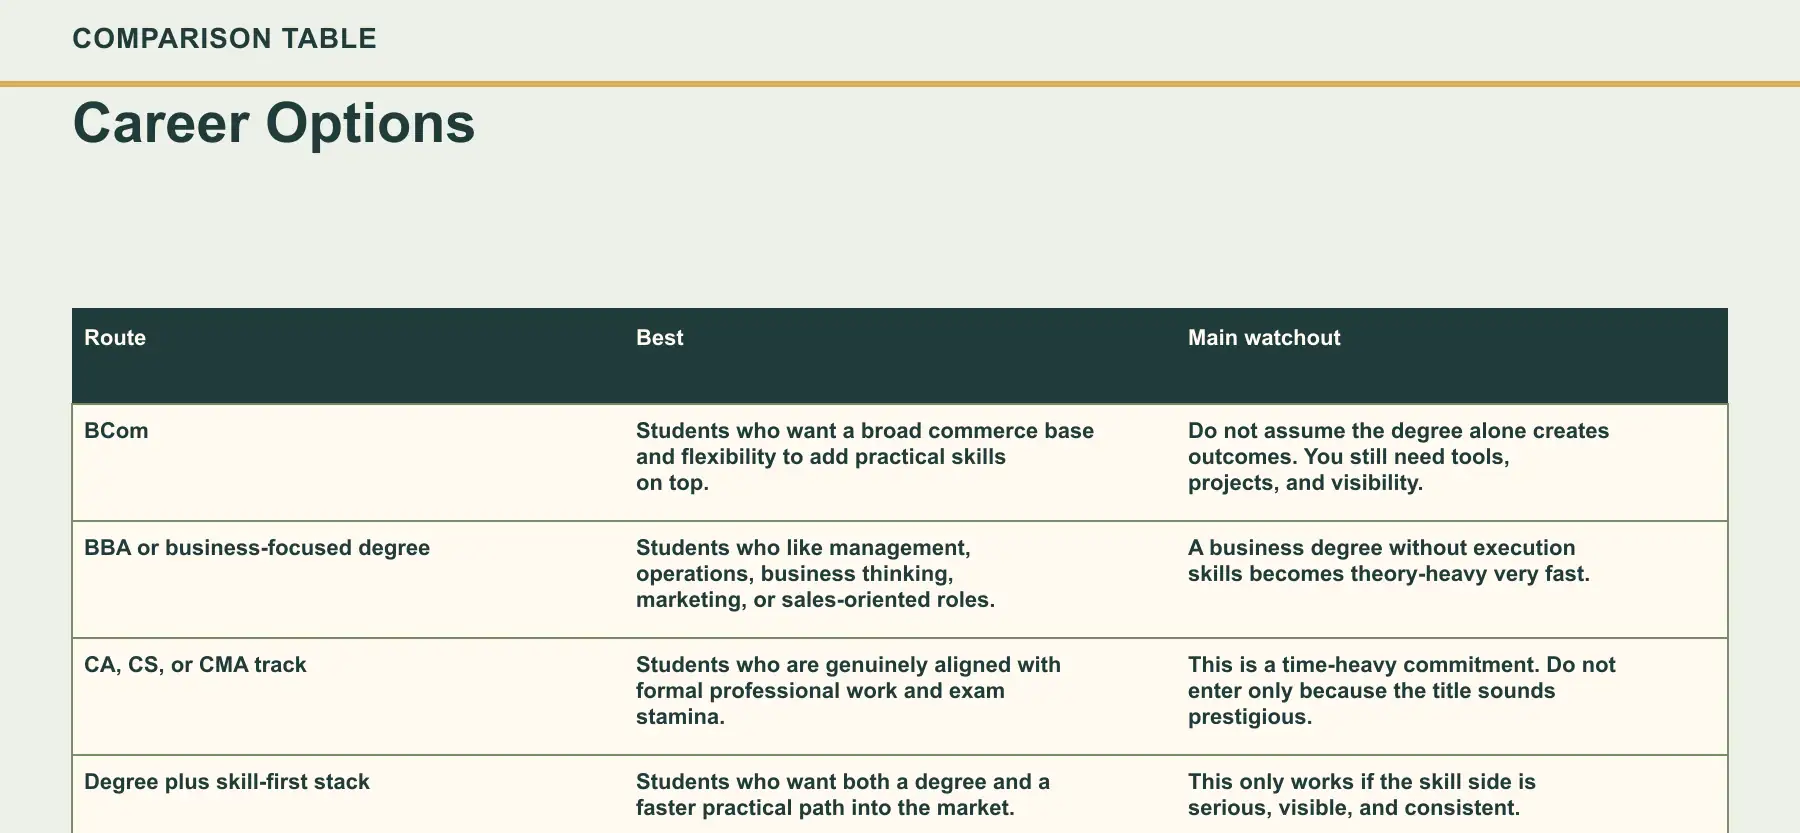 COMPARISON TABLE
Career Options
Route
Best
Main watchout
BCom
Students who want a broad commerce base
and flexibility to add practical skills
on top.
Do not assume the degree alone creates
outcomes. You still need tools,
projects, and visibility.
BBA or business-focused degree
Students who like management,
operations, business thinking,
marketing, or sales-oriented roles.
A business degree without execution
skills becomes theory-heavy very fast.
CA, CS, or CMA track
Students who are genuinely aligned with
formal professional work and exam
stamina.
This is a time-heavy commitment. Do not
enter only because the title sounds
prestigious.
Degree plus skill-first stack
Students who want both a degree and a
faster practical path into the market.
This only works if the skill side is
serious, visible, and consistent.